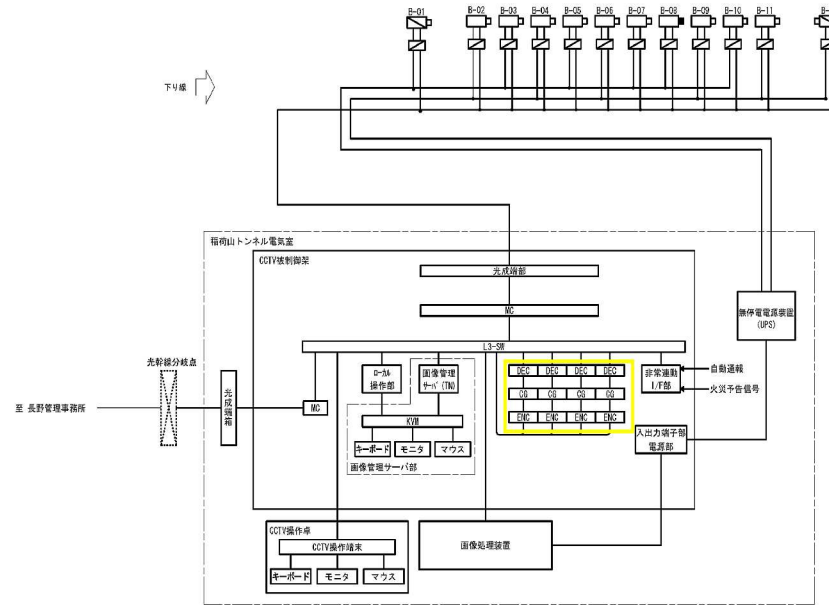 B-01 B-02 B-03 B-04 B-05 B-06 B-07 B-08 B-09 B-10 B-11
下り線
稲荷山トンネル電気室
CCTV被制御架
光成端部
MC
無停電電源装置
(UPS)
L3-SW
光幹線分岐点
至 長野管理事務所
光成端箱
MC
ローカル
操作部
画像管理
サーバ(TN)
KVM
キーボード モニタ マウス
画像管理サーバ部
DEC DEC DEC DEC
CG CG CG CG
ENC ENC ENC ENC
非常連動
I/F部
自動通報
火災予告信号
入出力端子部
電源部
CCTV操作卓
CCTV操作端末
キーボード モニタ マウス
画像処理装置